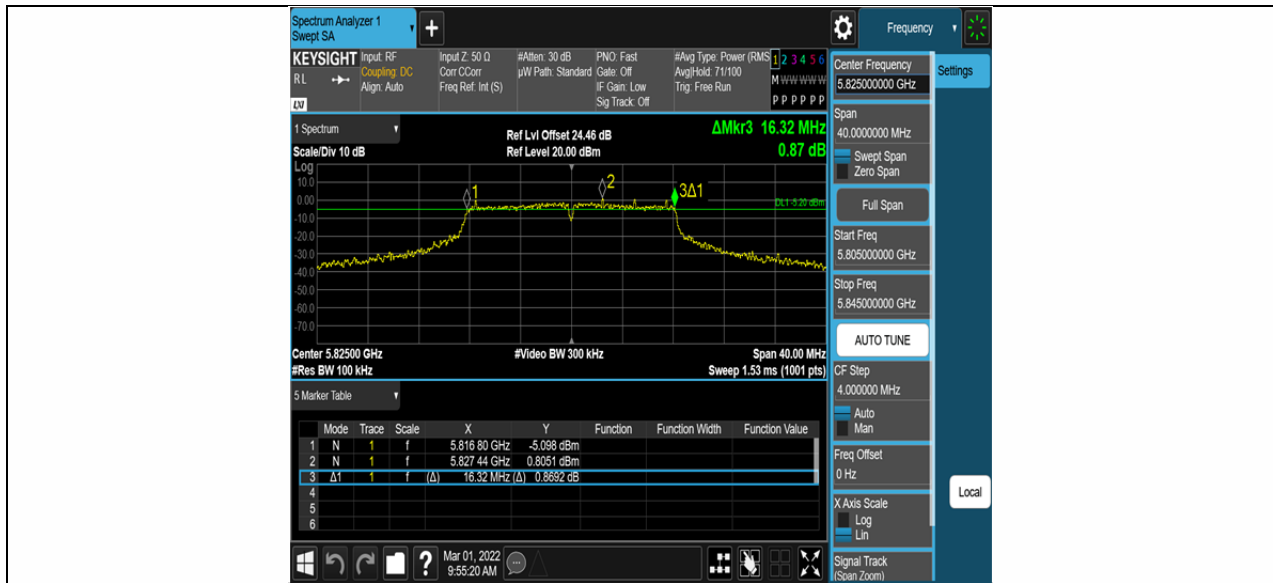 Spectrum Analyzer 1
Swept SA
+
Frequency
KEYSIGHT Input: RF Input Z: 50 Ω #Atten: 30 dB PNO: Fast #Avg Type: Power (RMS 1 2 3 4 5 6
RL Coupling: DC Corr CCorr µW Path: Standard Gate: Off Avg|Hold: 71/100 M W W W W W
Align: Auto Freq Ref: Int (S) IF Gain: Low Trig: Free Run
LXI Sig Track: Off P P P P P P
Center Frequency
5.825000000 GHz
Settings
1 Spectrum
Ref Lvl Offset 24.46 dB
ΔMkr3 16.32 MHz
Scale/Div 10 dB
Ref Level 20.00 dBm
0.87 dB
Log
10.0
0.00
-10.0
-20.0
-30.0
-40.0
-50.0
-60.0
-70.0
1
2
3Δ1
DL1 -5.20 dBm
Center 5.82500 GHz #Video BW 300 kHz Span 40.00 MHz
#Res BW 100 kHz Sweep 1.53 ms (1001 pts)
Span
40.0000000 MHz
Swept Span
Zero Span
Full Span
Start Freq
5.805000000 GHz
Stop Freq
5.845000000 GHz
AUTO TUNE
CF Step
4.000000 MHz
Auto
Man
Freq Offset
0 Hz
X Axis Scale
Log
Lin
Signal Track
(Span Zoom)
Local
5 Marker Table
Mode Trace Scale X Y Function Function Width Function Value
1 N 1 f 5.816 80 GHz -5.098 dBm
2 N 1 f 5.827 44 GHz 0.8051 dBm
3 Δ1 1 f (Δ) 16.32 MHz (Δ) 0.8692 dB
4
5
6
?
Mar 01, 2022
9:55:20 AM